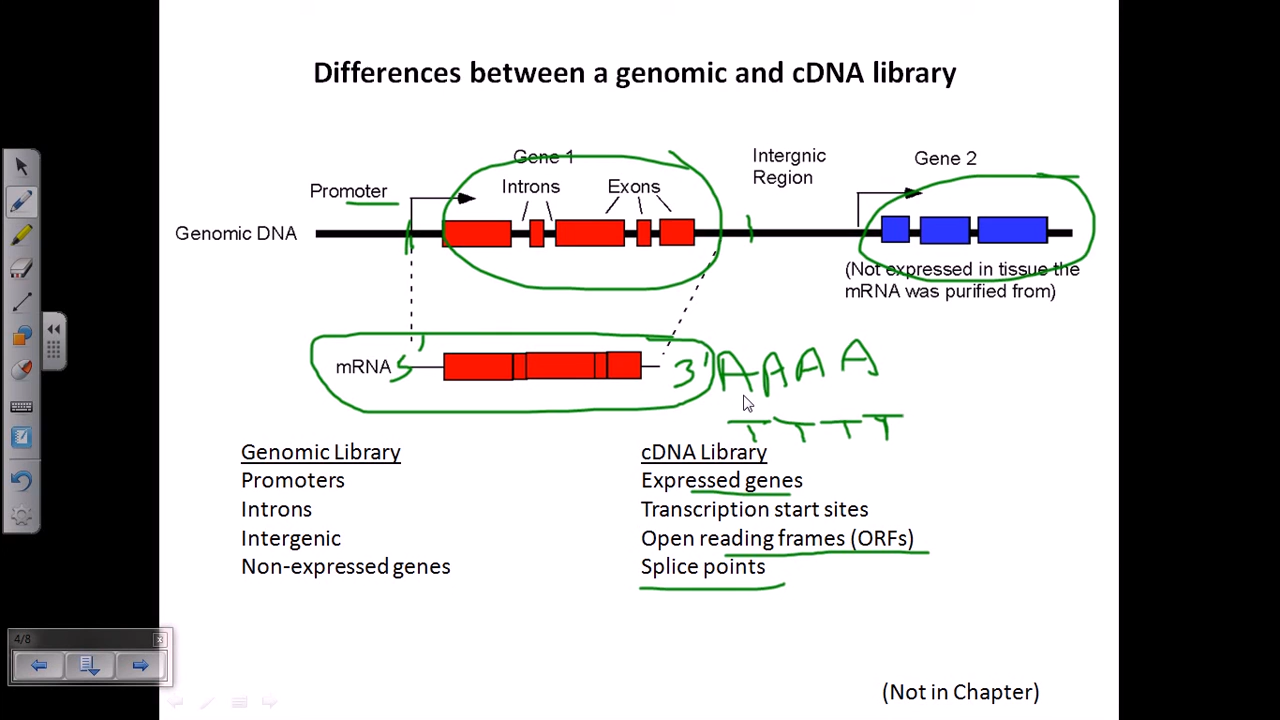 Differences between a genomic and cDNA library
Gene 1
Intergnic
Region
Gene 2
Promoter
Introns
Exons
Genomic DNA
(Not expressed in tissue the
mRNA was purified from)
mRNA 5' 3' A A A A
T T T T
Genomic Library
Promoters
Introns
Intergenic
Non-expressed genes
cDNA Library
Expressed genes
Transcription start sites
Open reading frames (ORFs)
Splice points
4/8
(Not in Chapter)